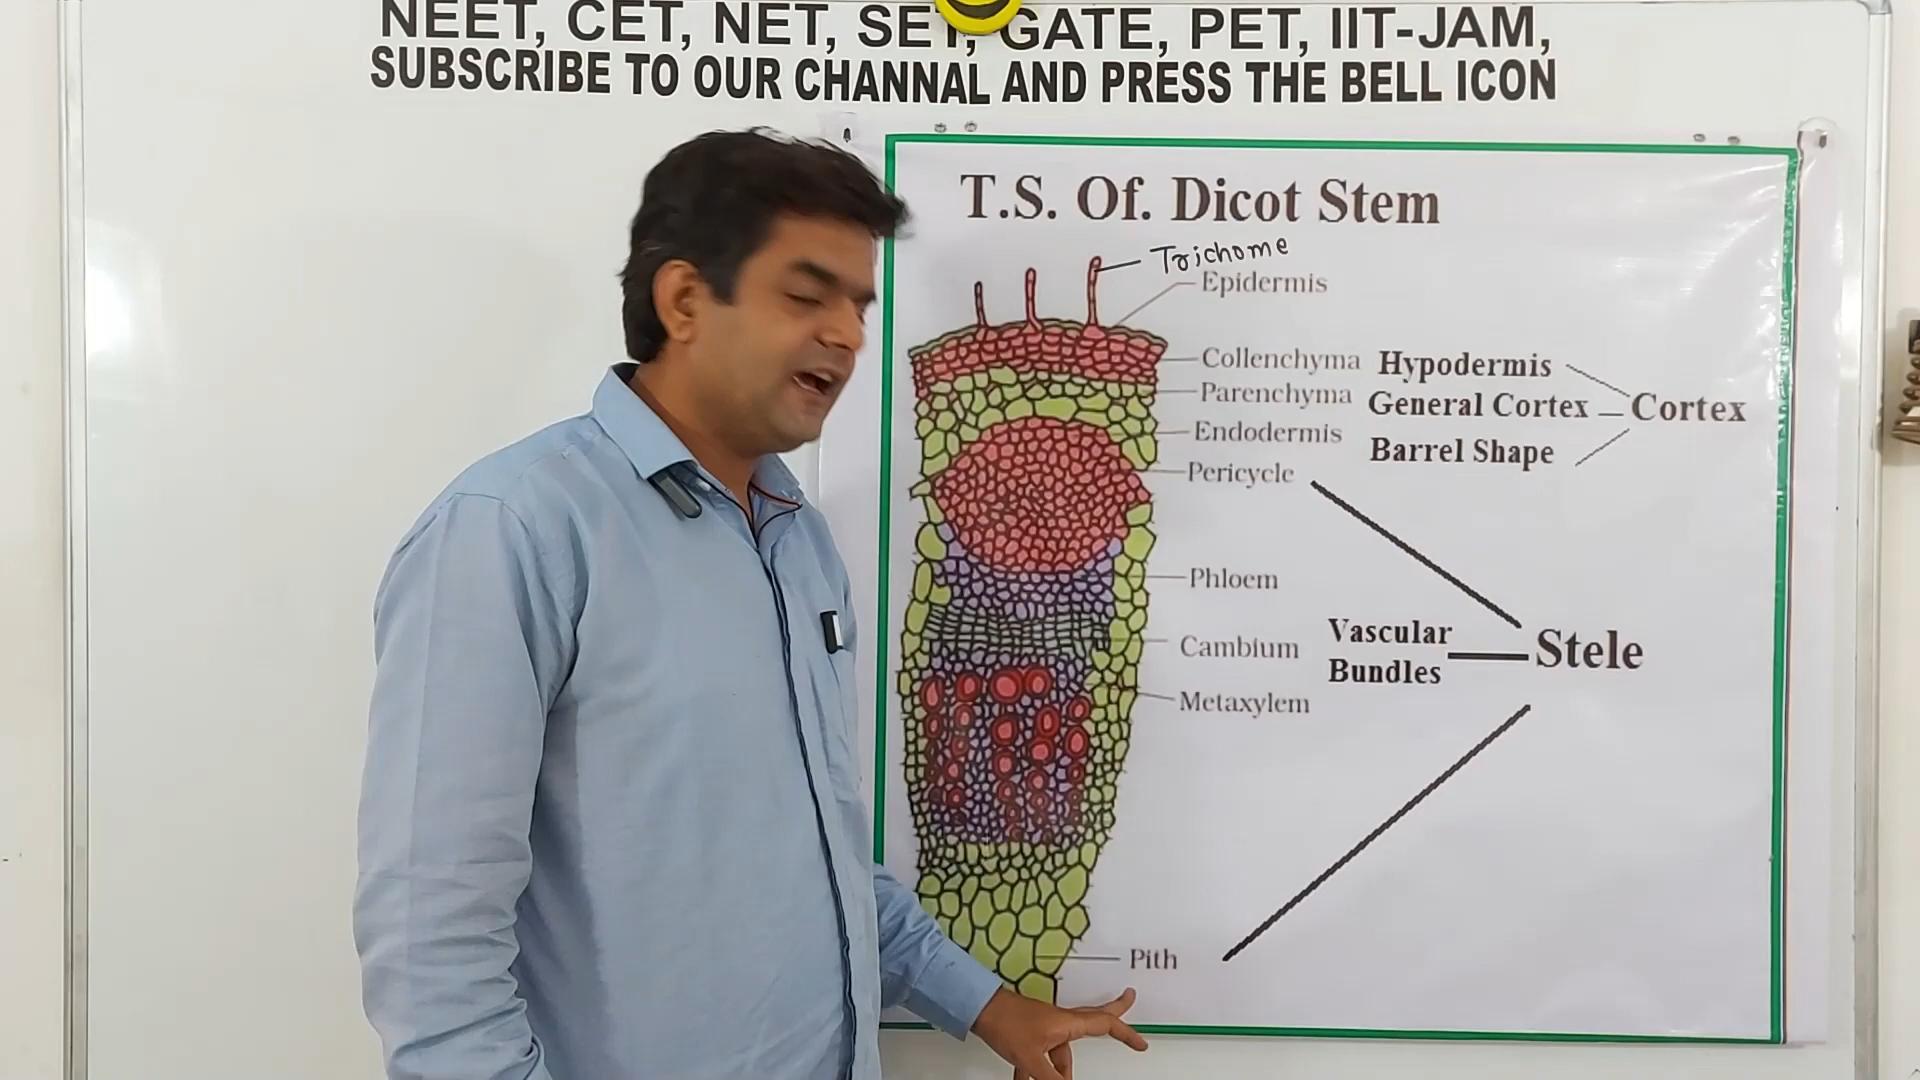 NEET, CET, NET, SET, GATE, PET, IIT-JAM,
SUBSCRIBE TO OUR CHANNAL AND PRESS THE BELL ICON
T.S. Of. Dicot Stem
Trichome
Epidermis
Collenchyma Hypodermis
Parenchyma General Cortex Cortex
Endodermis Barrel Shape
Pericycle
Phloem
Cambium Vascular Bundles Stele
Metaxylem
Pith